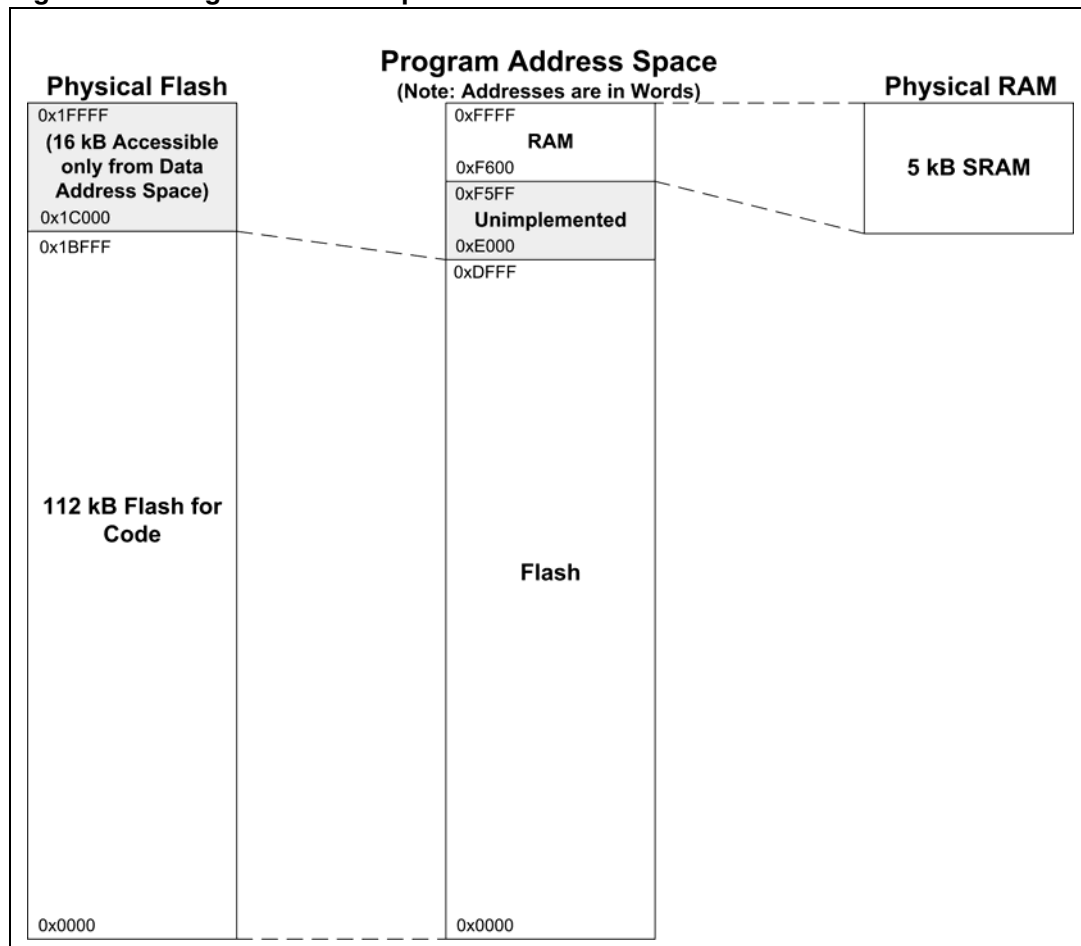 Physical Flash
0x1FFFF
(16 kB Accessible
only from Data
Address Space)
0x1C000
0x1BFFF
112 kB Flash for
Code
0x0000
Program Address Space
(Note: Addresses are in Words)
0xFFFF
RAM
0xF600
0xF5FF
Unimplemented
0xE000
0xDFFF
Flash
0x0000
Physical RAM
5 kB SRAM